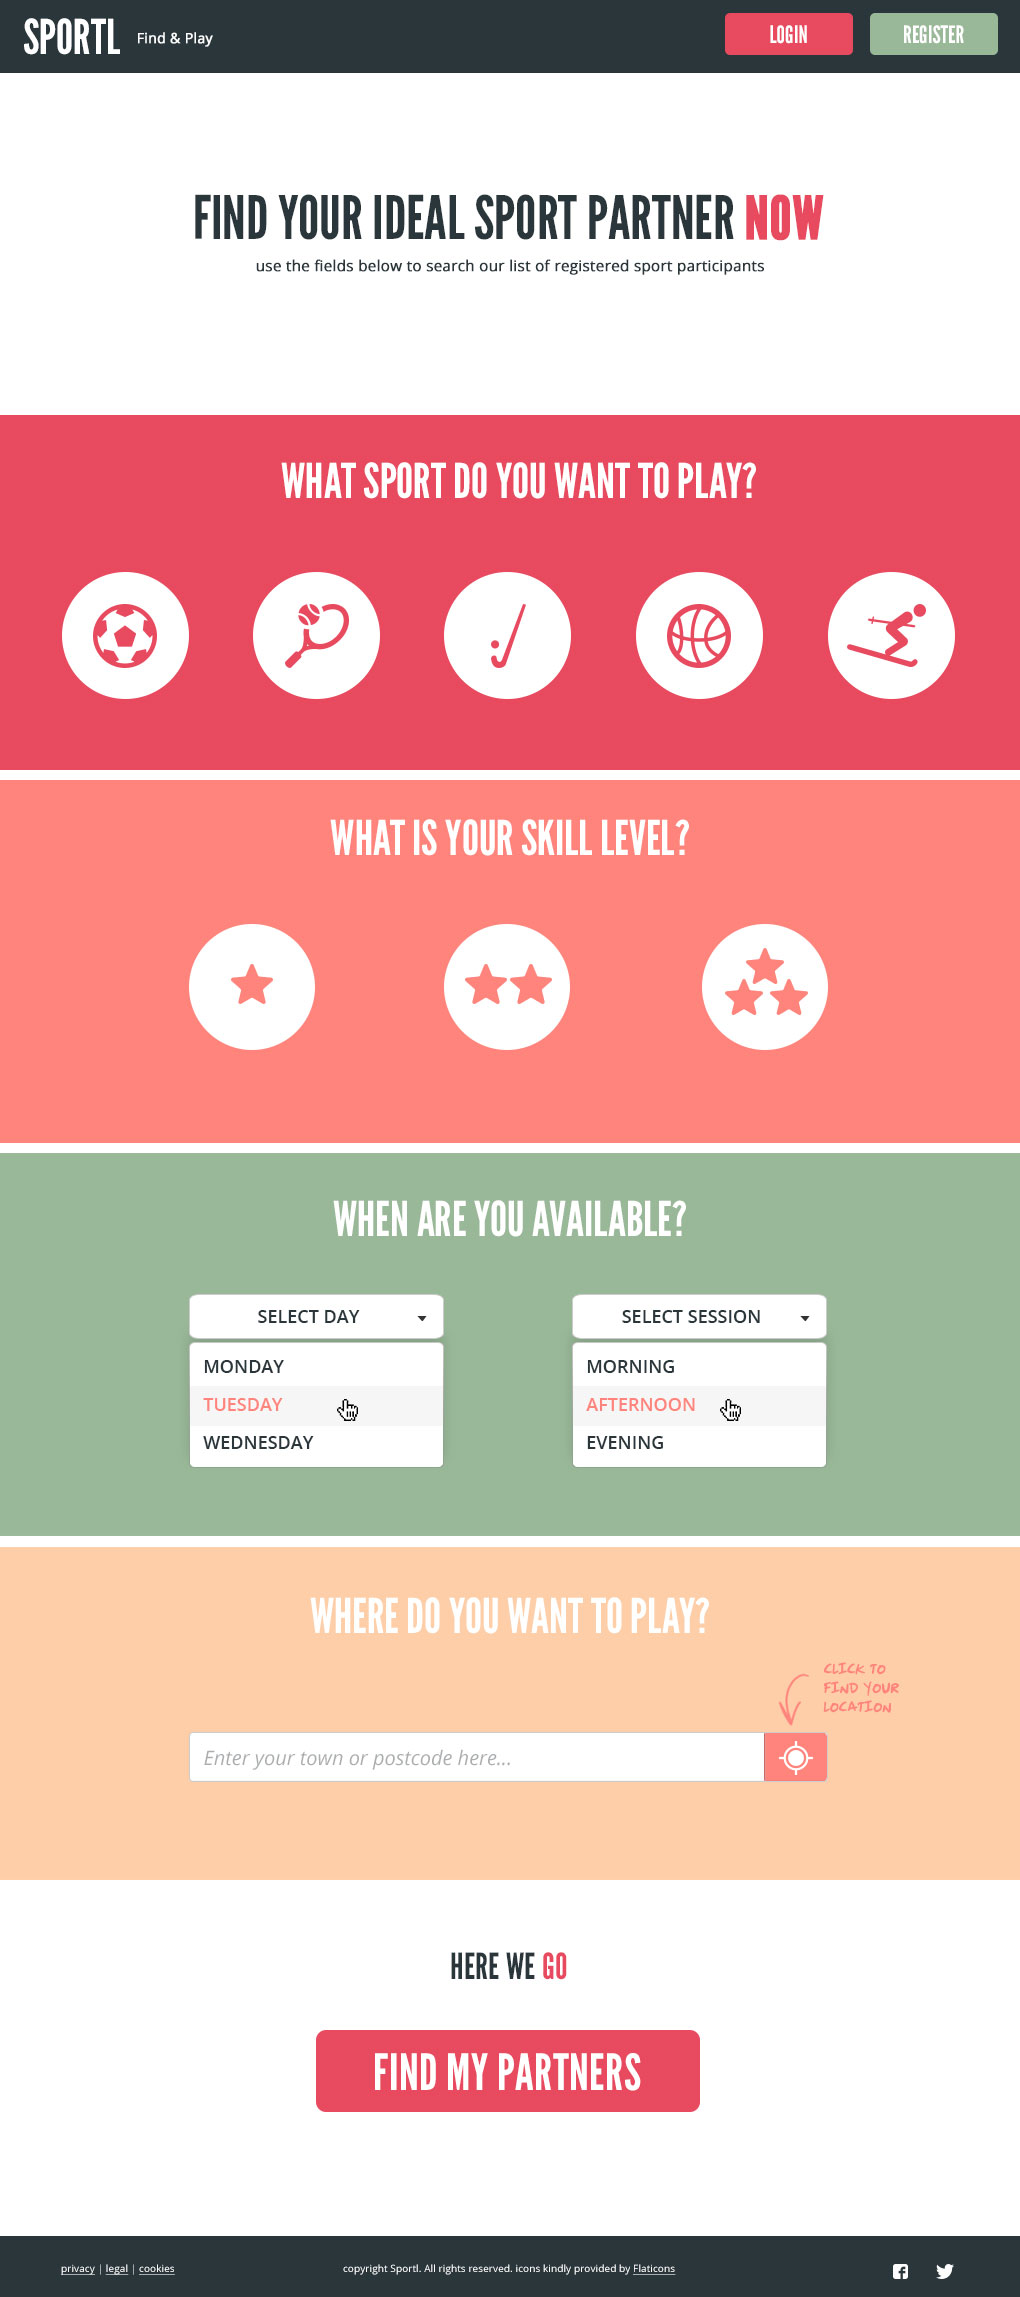 SPORTL
Find & Play
LOGIN
REGISTER
FIND YOUR IDEAL SPORT PARTNER NOW
use the fields below to search our list of registered sport participants
WHAT SPORT DO YOU WANT TO PLAY?
WHAT IS YOUR SKILL LEVEL?
WHEN ARE YOU AVAILABLE?
SELECT DAY
MONDAY
TUESDAY
WEDNESDAY
SELECT SESSION
MORNING
AFTERNOON
EVENING
WHERE DO YOU WANT TO PLAY?
CLICK TO
FIND YOUR
LOCATION
Enter your town or postcode here...
HERE WE GO
FIND MY PARTNERS
privacy | legal | cookies
copyright Sportl. All rights reserved. icons kindly provided by Flaticons